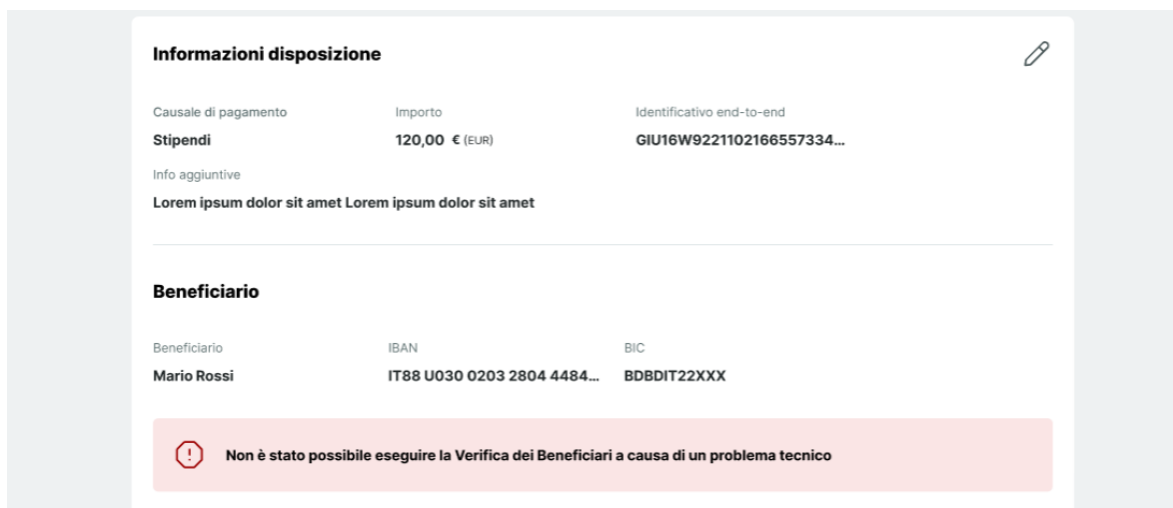 Informazioni disposizione
Causale di pagamento Importo Identificativo end-to-end
Stipendi 120,00 € (EUR) GIU16W9221102166557334...
Info aggiuntive
Lorem ipsum dolor sit amet Lorem ipsum dolor sit amet
Beneficiario
Beneficiario IBAN BIC
Mario Rossi IT88 U030 0203 2804 4484... BDBDIT22XXX
Non è stato possibile eseguire la Verifica dei Beneficiari a causa di un problema tecnico